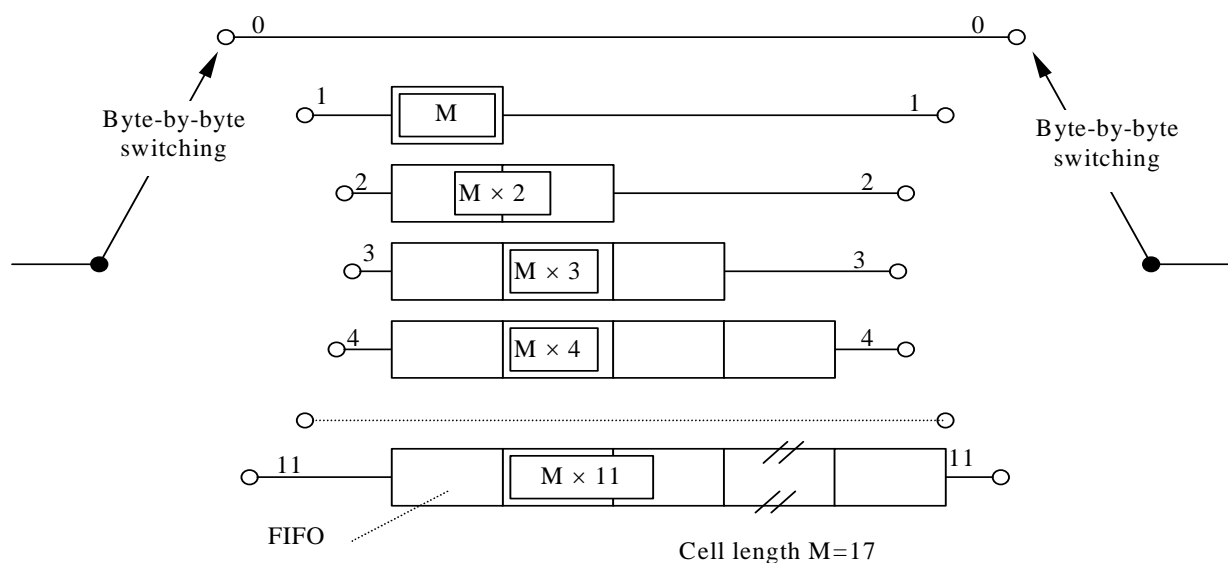 0 0
1 M 1
Byte-by-byte
switching
Byte-by-byte
switching
2 M × 2 2
3 M × 3 3
4 M × 4 4
11 M × 11 11
FIFO
Cell length M=17